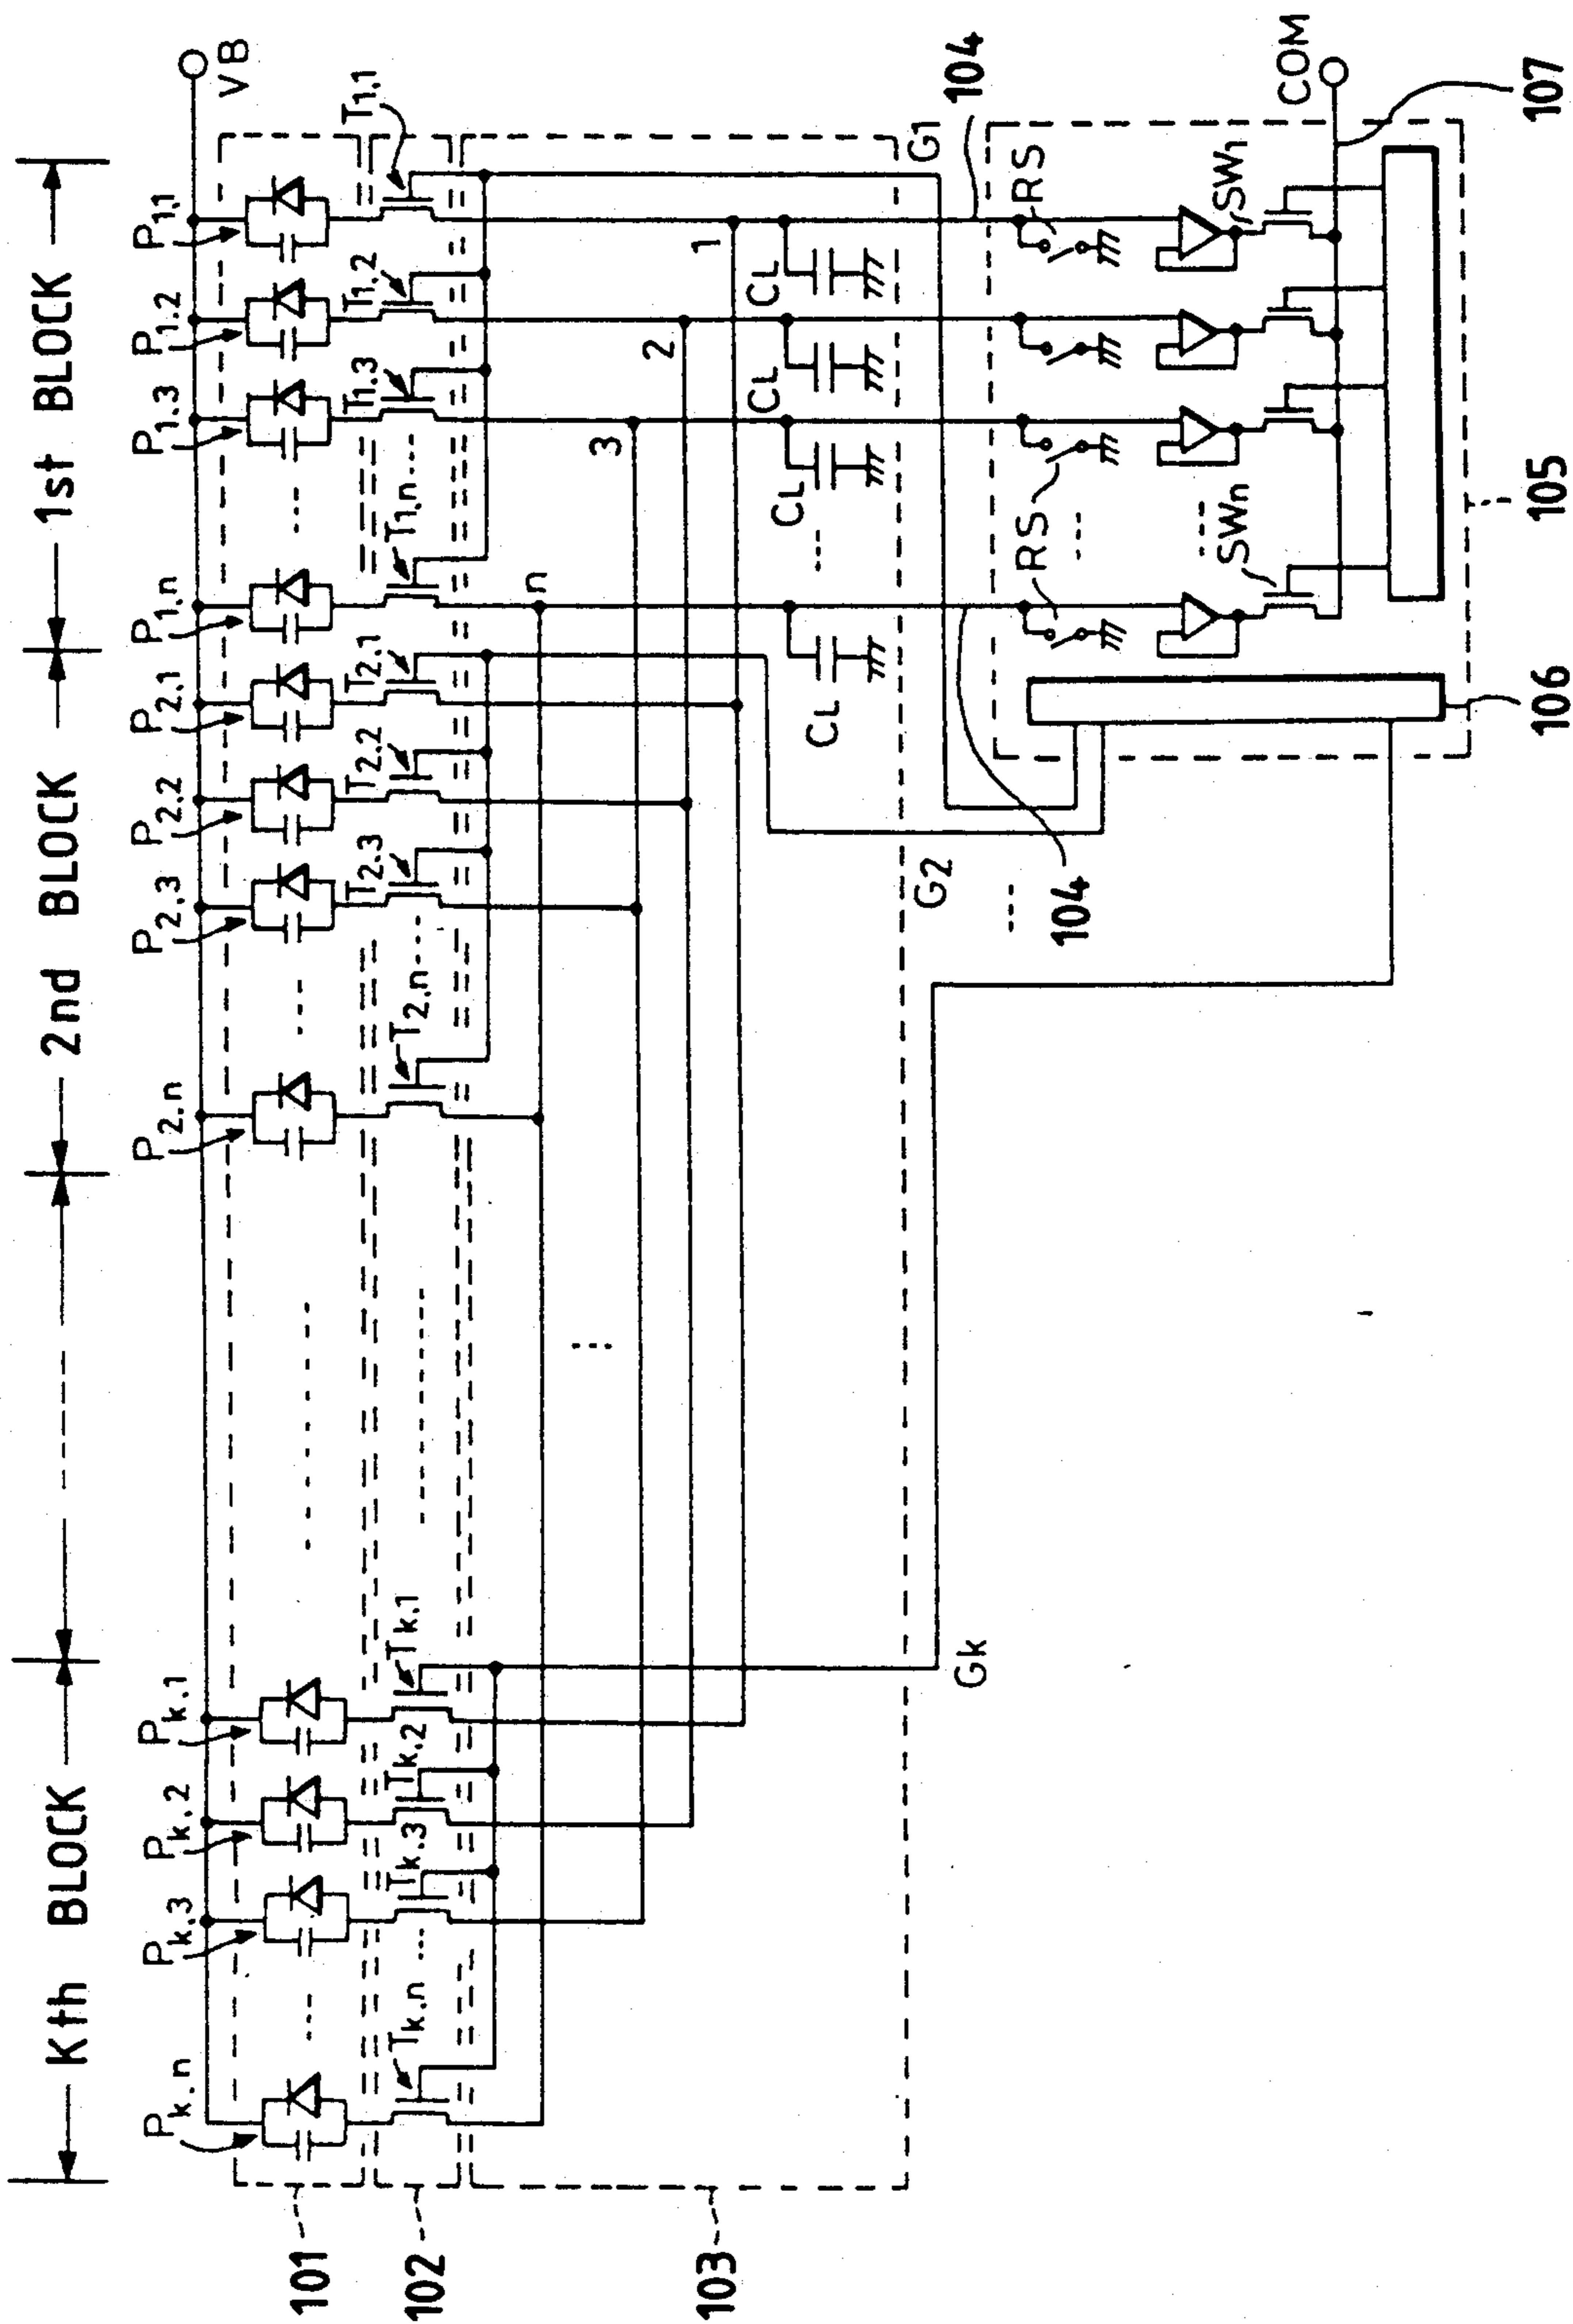 Kth BLOCK
2nd BLOCK
1st BLOCK
Pk.n
Pk.3
Pk.2
Pk.1
P2.n
P2.3
P2.2
P2.1
P1.n
P1.3
P1.2
P1.1
VB
Tk.n
Tk.3
Tk.2
Tk.1
T2.n
T2.3
T2.2
T2.1
T1.n
T1.3
T1.2
T1.1
101
102
103
n
3
2
1
CL
CL
CL
CL
Gk
G2
G1
104
104
RS
RS
SWn
SW1
COM
106
105
107